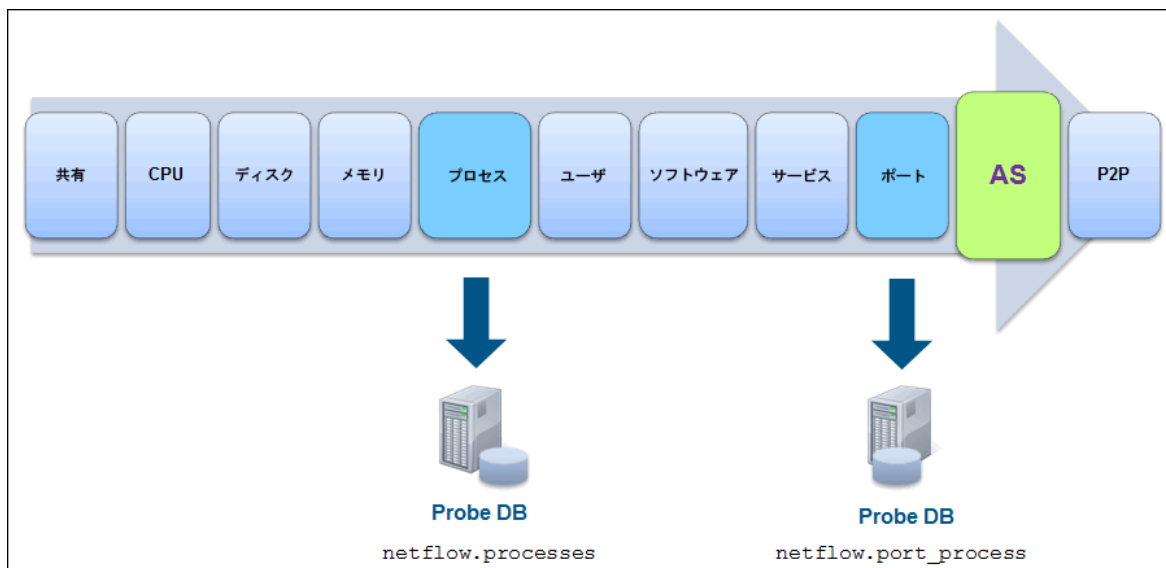 共有
CPU
ディスク
メモリ
プロセス
ユーザ
ソフトウェア
サービス
ポート
AS
P2P
Probe DB
netflow.processes
Probe DB
netflow.port_process